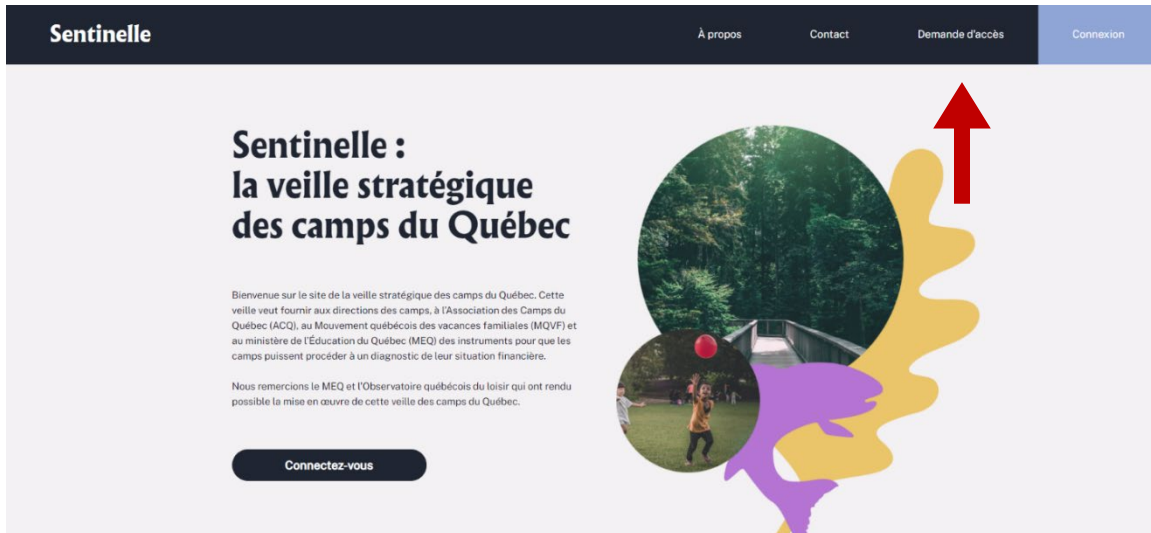 Sentinelle
À propos
Contact
Demande d'accès
Connexion
Sentinelle :
la veille stratégique
des camps du Québec
Bienvenue sur le site de la veille stratégique des camps du Québec. Cette
veille veut fournir aux directions des camps, à l'Association des Camps du
Québec (ACQ), au Mouvement québécois des vacances familiales (MQVF) et
au ministère de l'Éducation du Québec (MEQ) des instruments pour que les
camps puissent procéder à un diagnostic de leur situation financière.
Nous remercions le MEQ et l'Observatoire québécois du loisir qui ont rendu
possible la mise en œuvre de cette veille des camps du Québec.
Connectez-vous